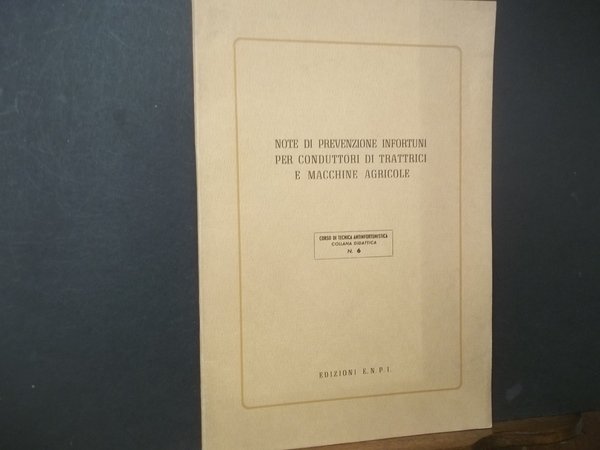 NOTE DI PREVENZIONE INFORTUNI
PER CONDUTTORI DI TRATTRICI
E MACCHINE AGRICOLE
CORSO DI TECNICA ANTINFORTUNISTICA
COLLANA DIDATTICA
N. 6
EDIZIONI E.N.P.I.